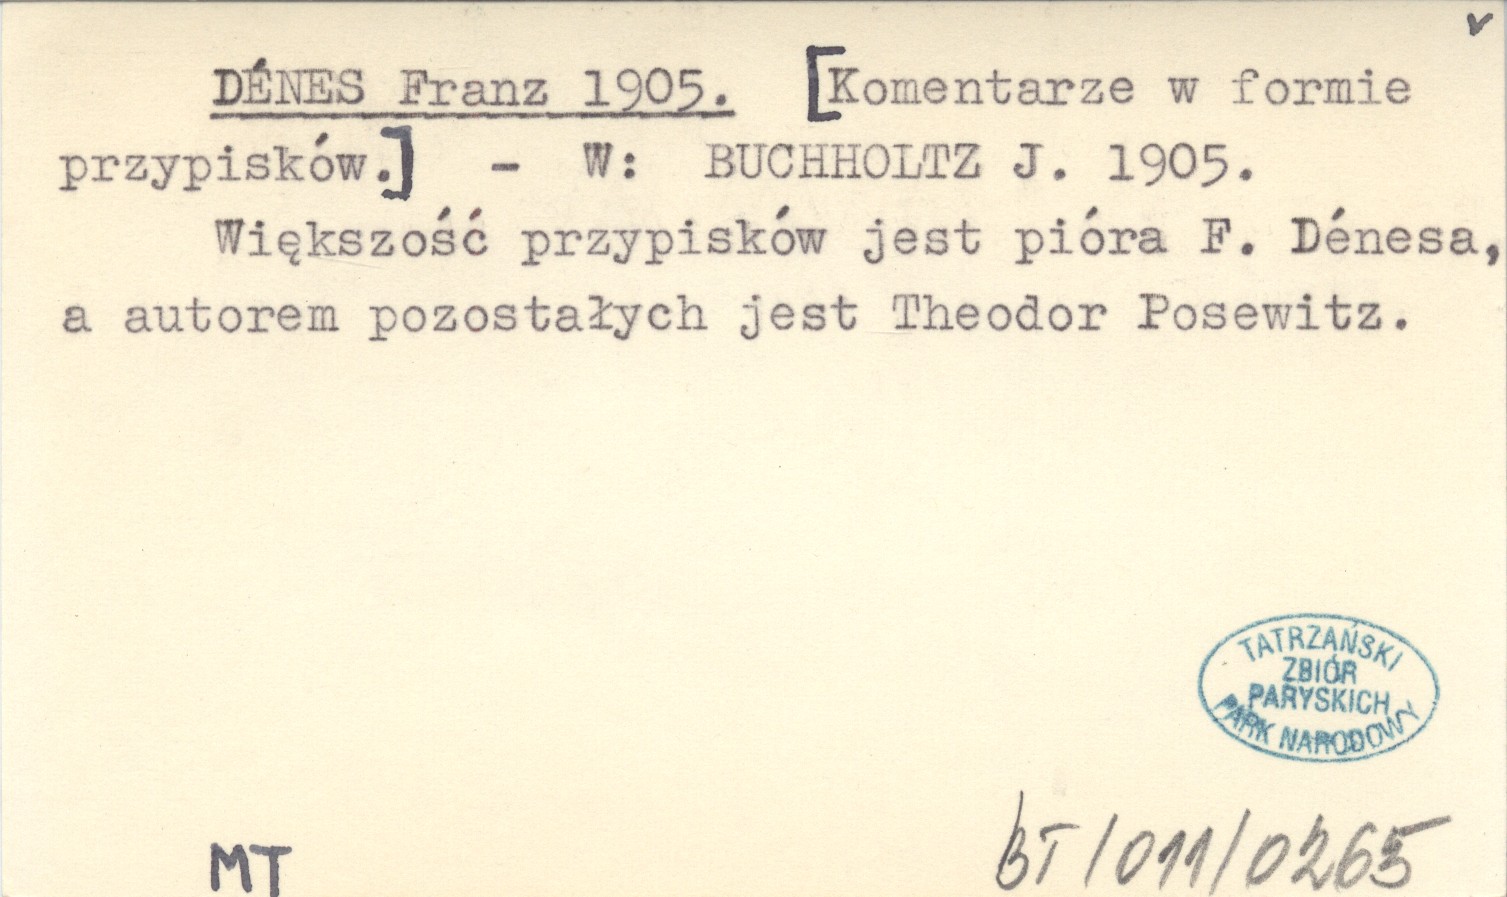 DÉNES Franz 1905. [Komentarze w formie
przypisków.] - W: BUCHHOLTZ J. 1905.
Większość przypisków jest pióra F. Dénesa,
a autorem pozostałych jest Theodor Posewitz.
TATRZAŃSKI
ZBIÓR
PARYSKICH
PARK NARODOWY
MT
BT/011/0265